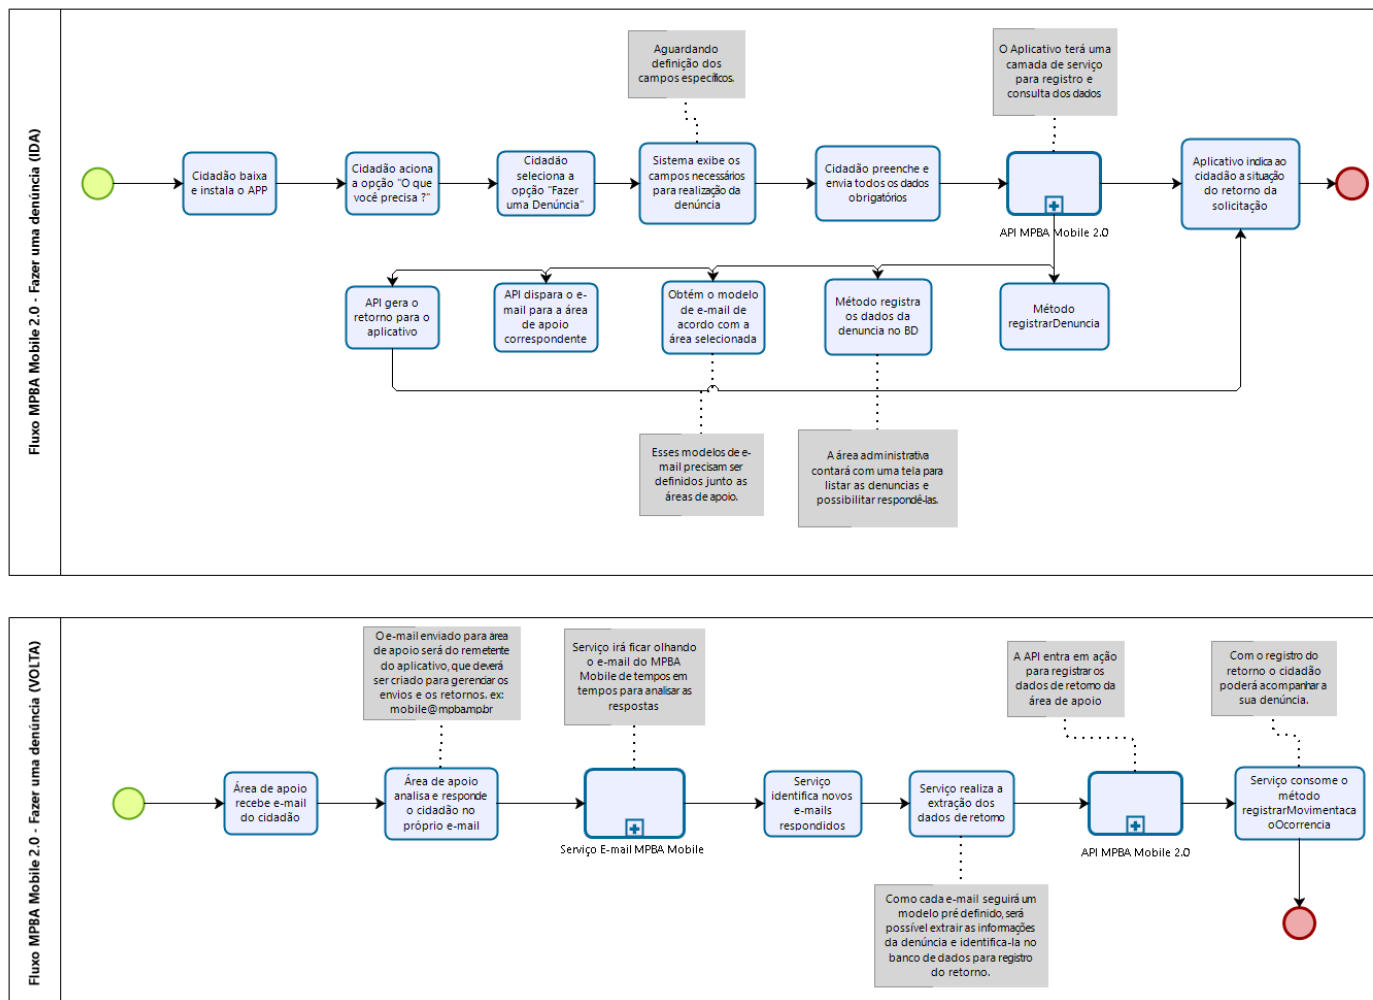 Fluxo MPBA Mobile 2.0 - Fazer uma denúncia (IDA)
Aguardando
definição dos
campos específicos.
O Aplicativo terá uma
camada de serviço
para registro e
consulta dos dados
Cidadão baixa
e instala o APP
Cidadão aciona
a opção "O que
você precisa ?"
Cidadão
seleciona a
opção "Fazer
uma Denúncia"
Sistema exibe os
campos necessários
para realização da
denúncia
Cidadão preenche e
envia todos os dados
obrigatórios
API MPBA Mobile 2.0
Aplicativo indica ao
cidadão a situação
do retorno da
solicitação
API gera o
retorno para o
aplicativo
API dispara o e-
mail para a área
de apoio
correspondente
Obtém o modelo
de e-mail de
acordo com a
área selecionada
Método registra
os dados da
denuncia no BD
Método
registrarDenuncia
Esses modelos de e-
mail precisam ser
definidos junto as
áreas de apoio.
A área administrativa
contará com uma tela para
listar as denuncias e
possibilitar respondê-las.
Fluxo MPBA Mobile 2.0 - Fazer uma denúncia (VOLTA)
O e-mail enviado para área
de apoio será do remetente
do aplicativo, que deverá
ser criado para gerenciar os
envios e os retornos. ex:
mobile@mpba.mp.br
Serviço irá ficar olhando
o e-mail do MPBA
Mobile de tempos em
tempos para analisar as
respostas
A API entra em ação
para registrar os
dados de retorno da
área de apoio
Com o registro do
retorno o cidadão
poderá acompanhar a
sua denúncia.
Área de apoio
recebe e-mail
do cidadão
Área de apoio
analisa e responde
o cidadão no
próprio e-mail
Serviço E-mail MPBA Mobile
Serviço
identifica novos
e-mails
respondidos
Serviço realiza a
extração dos
dados de retorno
API MPBA Mobile 2.0
Serviço consome o
método
registrarMovimentaca
oOcorrencia
Como cada e-mail seguirá um
modelo pré definido, será
possível extrair as informações
da denúncia e identifica-la no
banco de dados para registro
do retorno.